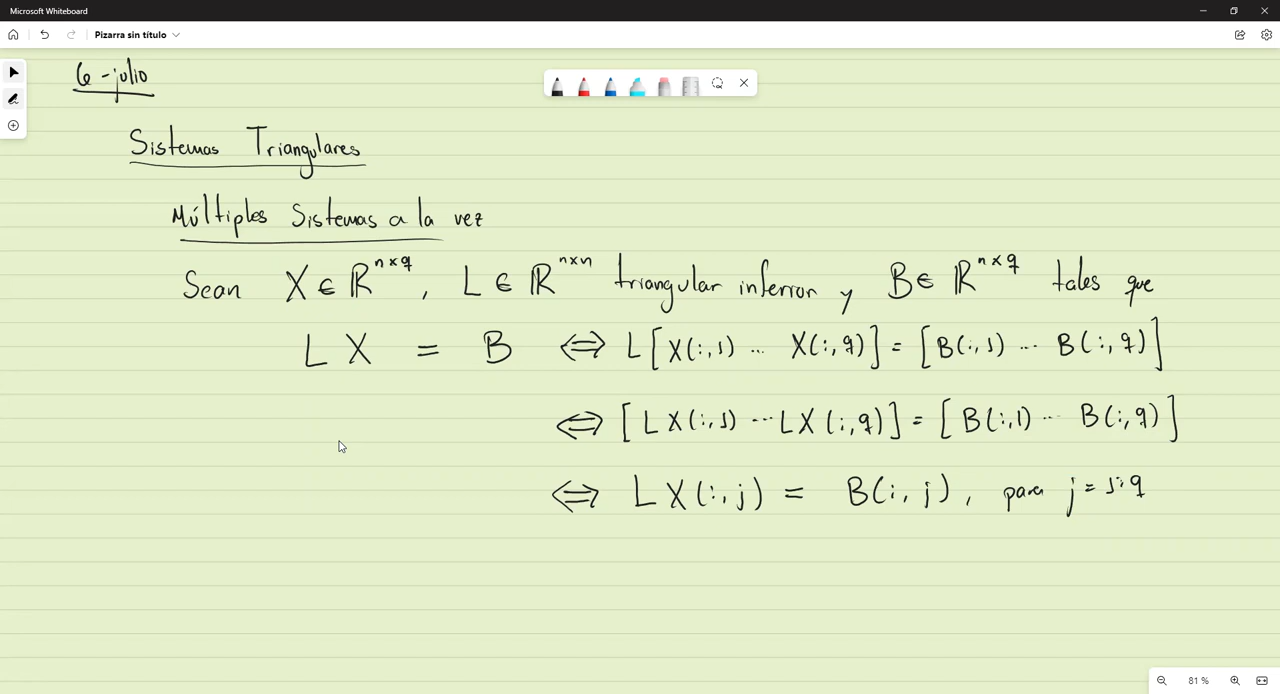 Microsoft Whiteboard
Pizarra sin título
6-julio
Sistemas Triangulares
Múltiples Sistemas a la vez
Sean X ∈ ℝ^{n×q}, L ∈ ℝ^{n×n} triangular inferior y B ∈ ℝ^{n×q} tales que
L X = B ⟺ L[X(:,1) ... X(:,q)] = [B(:,1) ... B(:,q)]
⟺ [L X(:,1) ... L X(:,q)] = [B(:,1) ... B(:,q)]
⟺ L X(:,j) = B(:,j), para j = 1:q
81 %